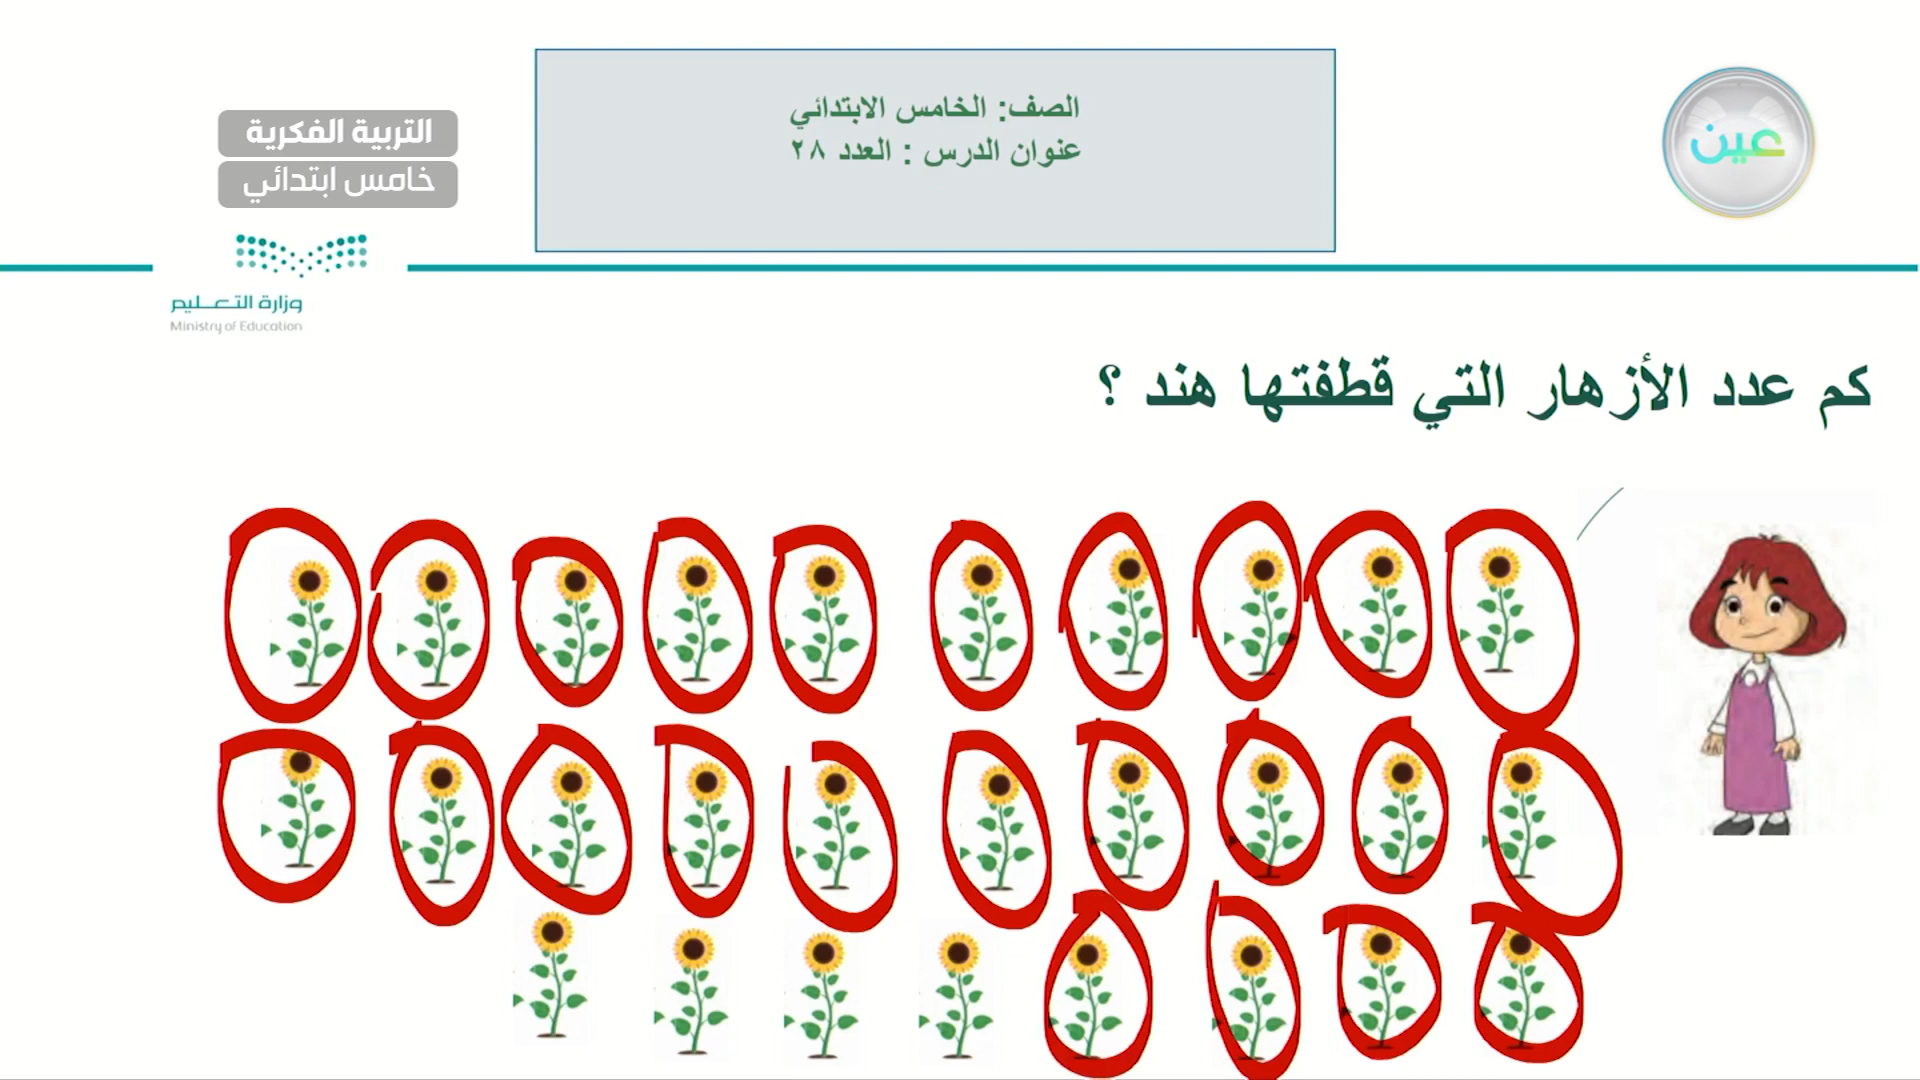 الصف: الخامس الابتدائي
عنوان الدرس : العدد ٢٨
التربية الفكرية
خامس ابتدائي
عين
وزارة التعليم
Ministry of Education
كم عدد الأزهار التي قطفتها هند ؟